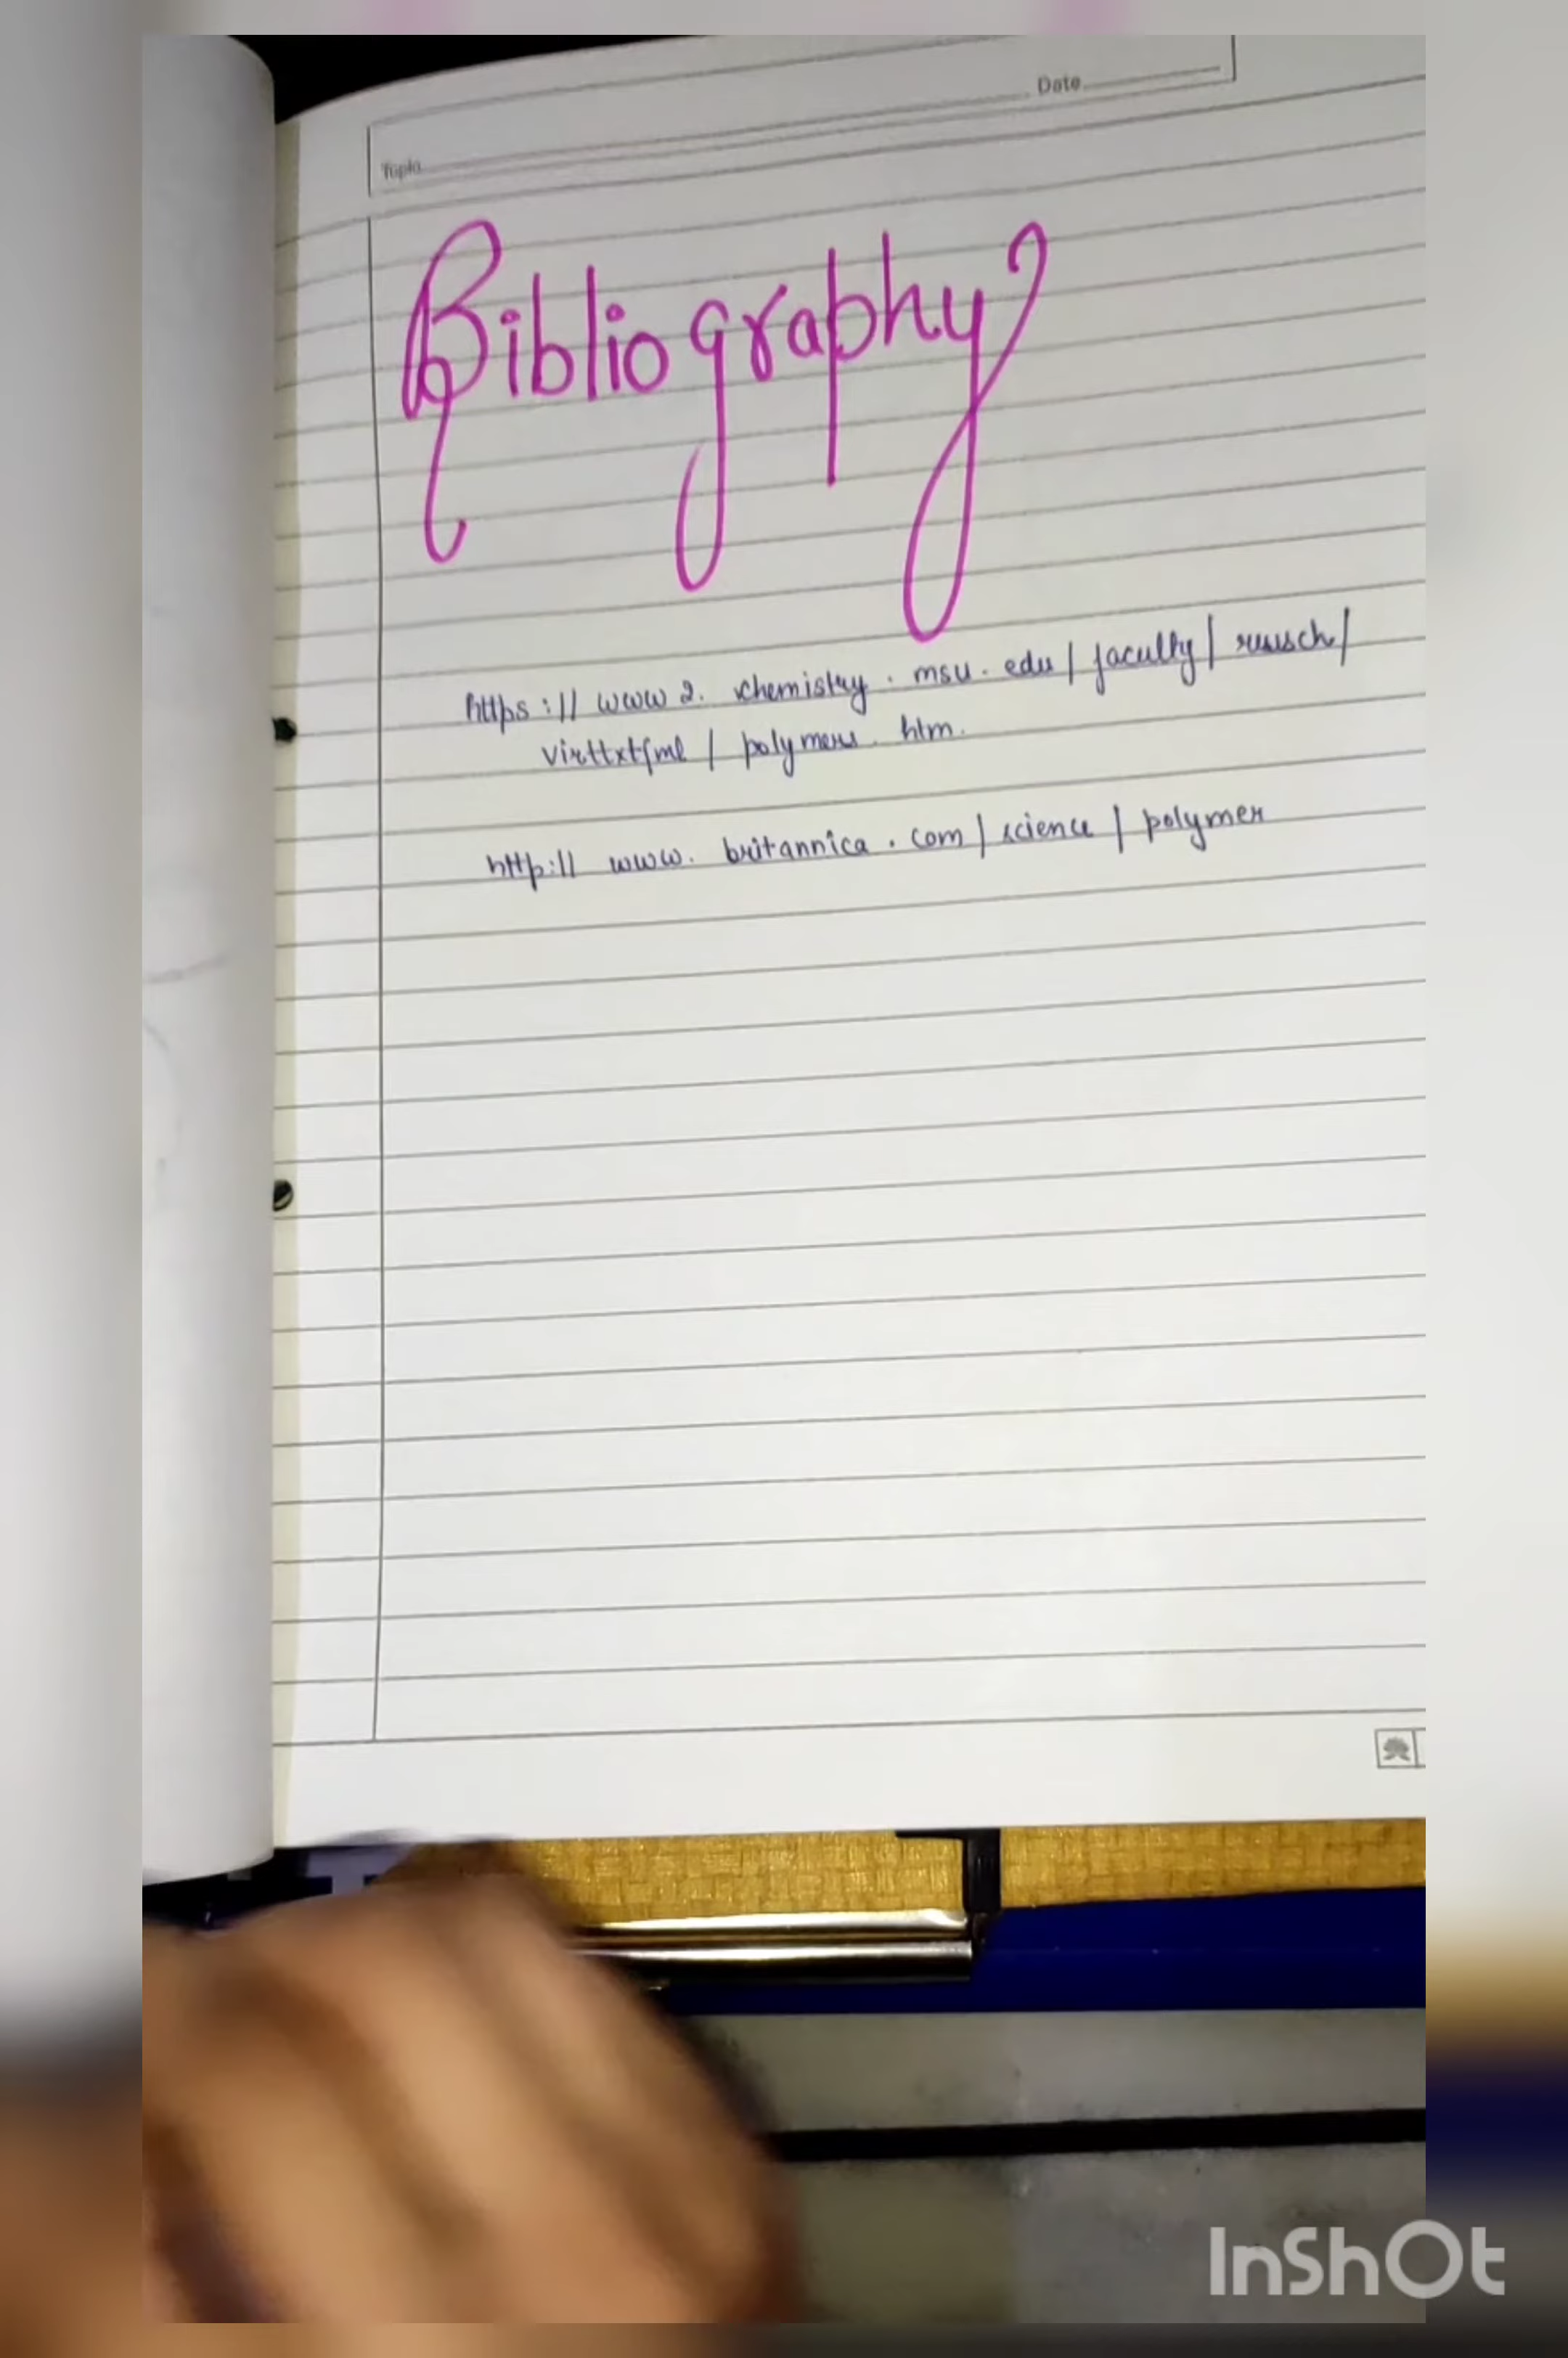 Date
Topic
Bibliography
https://www2.chemistry.msu.edu/faculty/reusch/
virttxtjml/polymers.htm.
http://www.britannica.com/science/polymer
InShOt